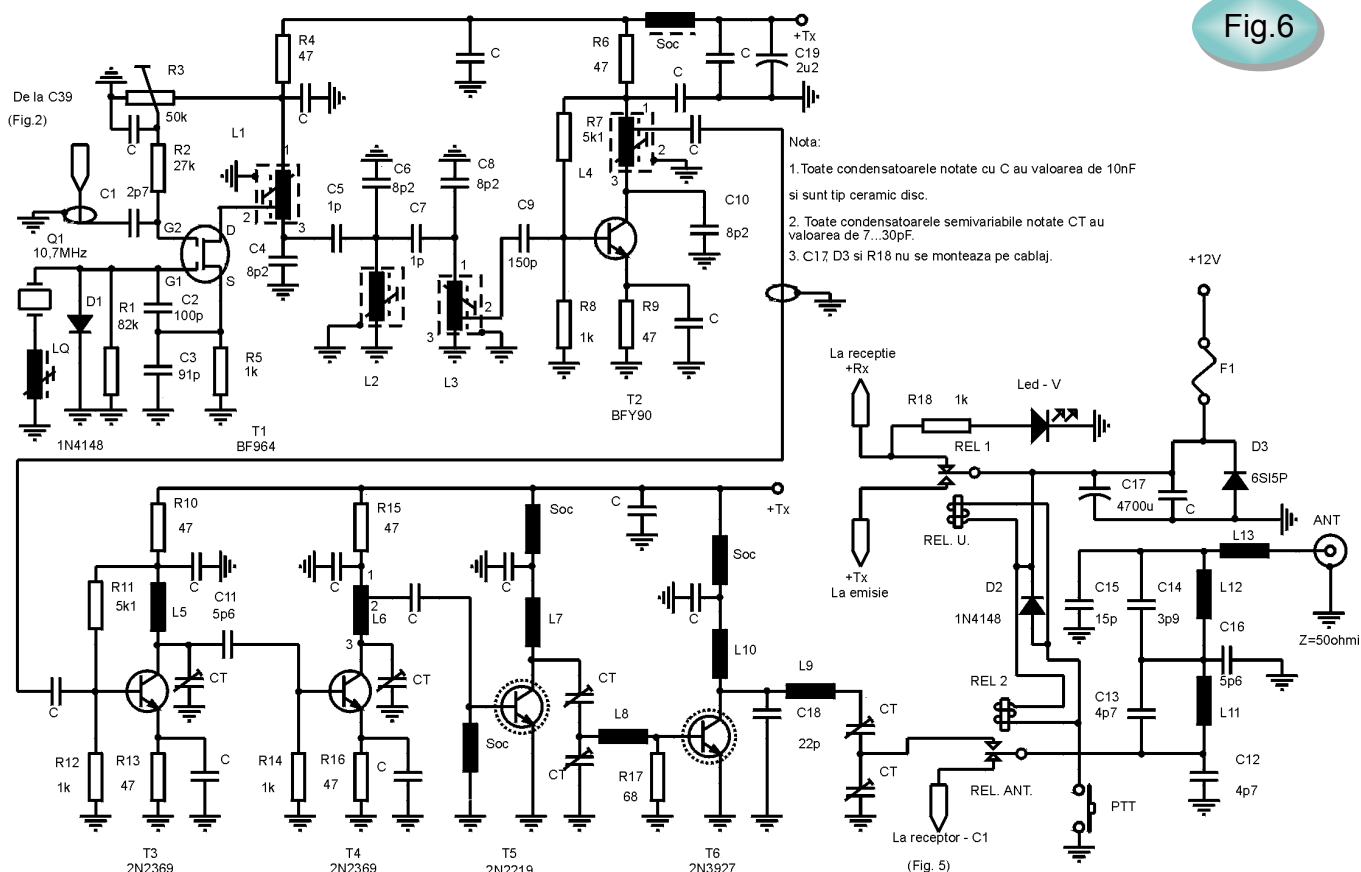 Fig.6
+Tx
Soc
R4
47
R6
47
C
C
C19
2u2
R3
50k
De la C39
(Fig.2)
C
C
C
R7
5k1
1
C
2
3
L4
L1
1
2
3
R2
27k
C1
2p7
C6
8p2
C8
8p2
C5
1p
C7
1p
C9
150p
C10
8p2
Nota:
1.Toate condensatoarele notate cu C au valoarea de 10nF
si sunt tip ceramic disc.
2. Toate condensatoarele semivariabile notate CT au
valoarea de 7...30pF.
3. C17, D3 si R18 nu se monteaza pe cablaj.
Q1
10,7MHz
G2
D
G1
S
C4
8p2
D1
R1
82k
C2
100p
C3
91p
R5
1k
LQ
1N4148
T1
BF964
L2
1
2
3
L3
R8
1k
R9
47
C
T2
BFY90
+12V
F1
La receptie
+Rx
R18
1k
Led - V
REL 1
D3
6SI5P
C17
4700u
C
REL. U.
+Tx
La emisie
D2
1N4148
ANT
L13
Z=50ohmi
C15
15p
C14
3p9
L12
C16
5p6
L11
C13
4p7
C12
4p7
REL 2
REL. ANT.
PTT
La receptor - C1
(Fig. 5)
R10
47
R15
47
Soc
C
+Tx
C
C
C
C
Soc
R11
5k1
L5
C11
5p6
1
2
L6
3
C
L7
L10
L9
CT
CT
CT
CT
Soc
L8
C18
22p
CT
CT
C
R12
1k
R13
47
C
R14
1k
R16
47
C
R17
68
T3
2N2369
T4
2N2369
T5
2N2219
T6
2N3927